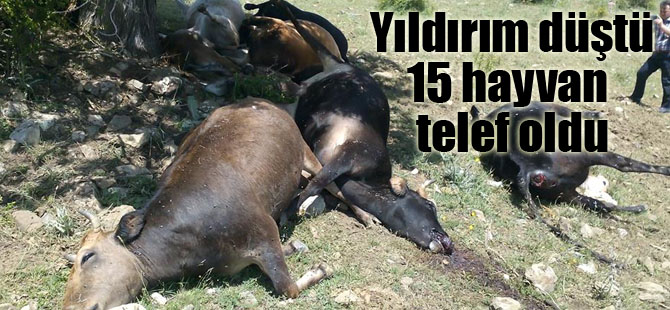 Yıldırım düştü
15 hayvan
telef oldu